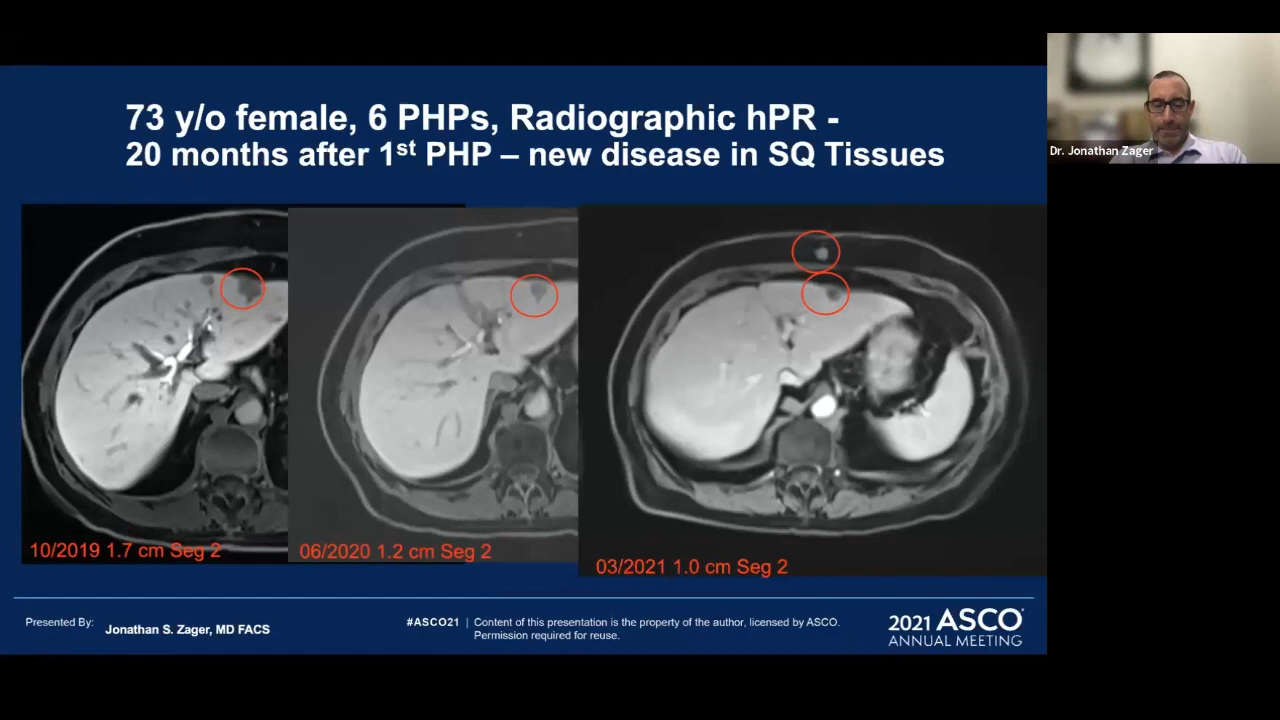 73 y/o female, 6 PHPs, Radiographic hPR -
20 months after 1st PHP – new disease in SQ Tissues
Dr. Jonathan Zager
10/2019 1.7 cm Seg 2
06/2020 1.2 cm Seg 2
03/2021 1.0 cm Seg 2
Presented By: Jonathan S. Zager, MD FACS
#ASCO21 | Content of this presentation is the property of the author, licensed by ASCO.
Permission required for reuse.
2021 ASCO®
ANNUAL MEETING